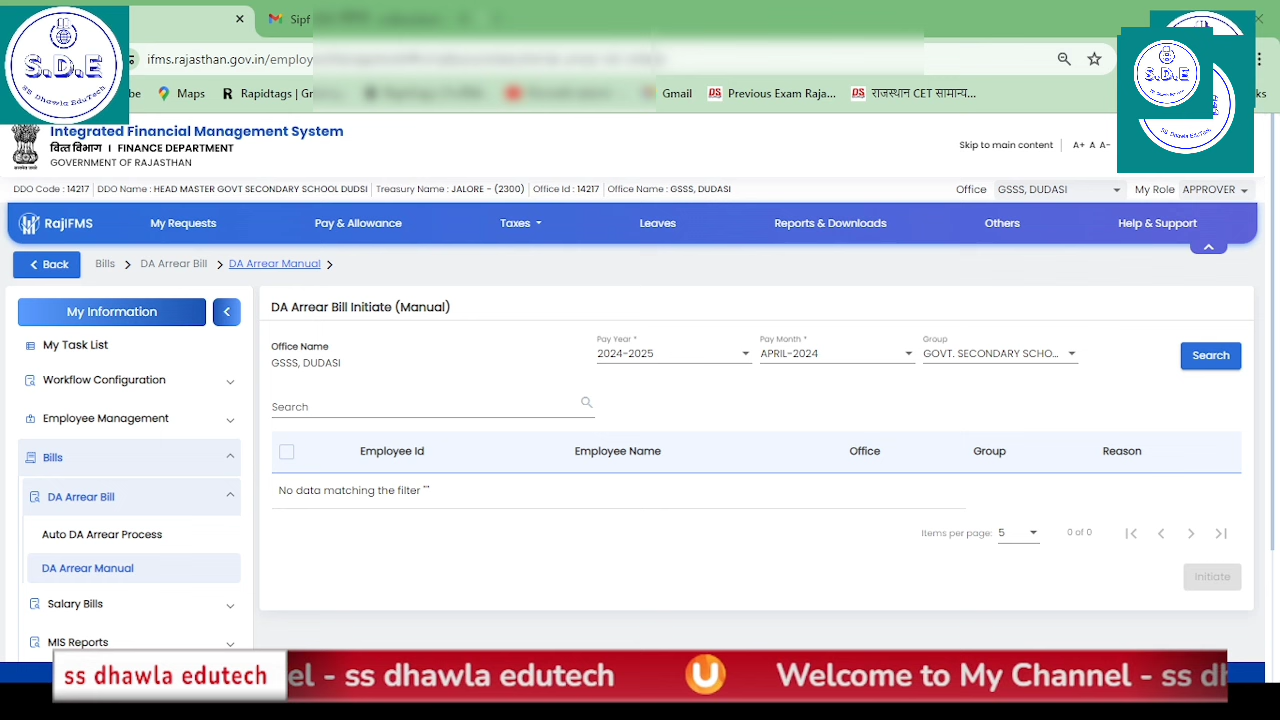 Sipf
ifms.rajasthan.gov.in/employ
Maps
Rapidtags | Gr
Gmail
Previous Exam Raja...
राजस्थान CET सामान्य...
S.D.E
SS Dhawla EduTech
S.D.E
SS Dhawla EduTech
Integrated Financial Management System
वित्त विभाग I FINANCE DEPARTMENT
GOVERNMENT OF RAJASTHAN
Skip to main content
A+ A A-
DDO Code : 14217
DDO Name : HEAD MASTER GOVT SECONDARY SCHOOL DUDSI
Treasury Name : JALORE - (2300)
Office Id : 14217
Office Name : GSSS, DUDASI
Office GSSS, DUDASI
My Role APPROVER
RajIFMS
My Requests
Pay & Allowance
Taxes
Leaves
Reports & Downloads
Others
Help & Support
Back
Bills > DA Arrear Bill > DA Arrear Manual >
My Information
My Task List
Workflow Configuration
Employee Management
Bills
DA Arrear Bill
Auto DA Arrear Process
DA Arrear Manual
Salary Bills
MIS Reports
DA Arrear Bill Initiate (Manual)
Office Name
GSSS, DUDASI
Pay Year *
2024-2025
Pay Month *
APRIL-2024
Group
GOVT. SECONDARY SCHO...
Search
Search
Employee Id
Employee Name
Office
Group
Reason
No data matching the filter ""
Items per page: 5
0 of 0
Initiate
ss dhawla edutech
el - ss dhawla edutech
Welcome to My Channel - ss dh